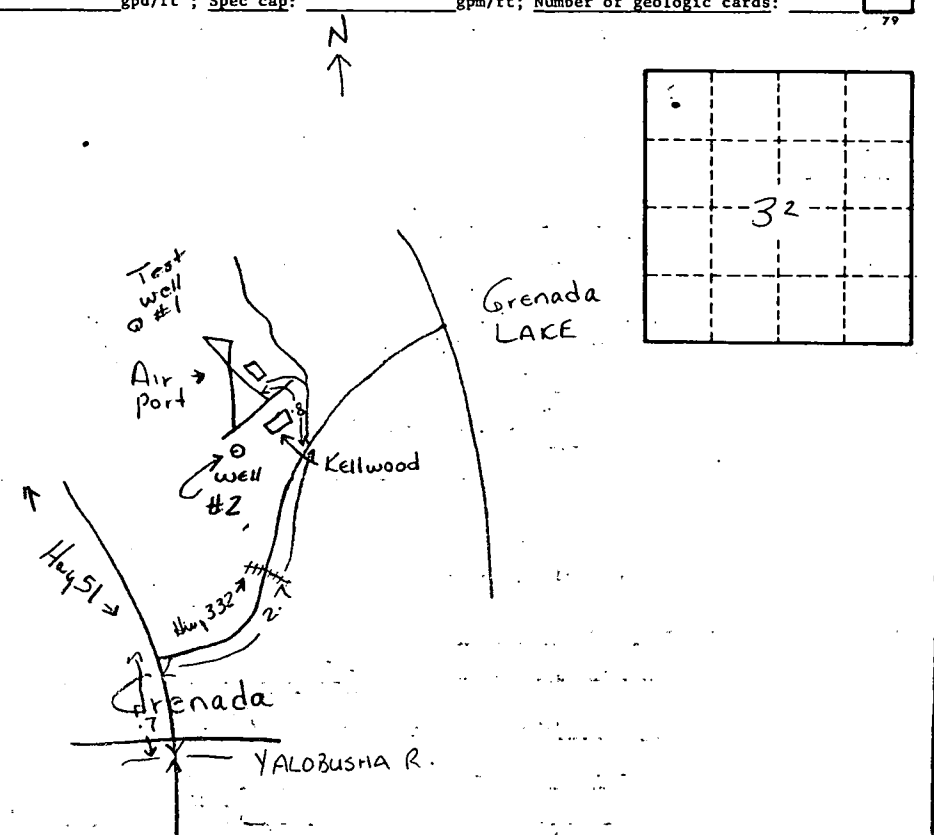 gpd/ft ; Spec cap: gpm/ft; Number of geologic cards:
79
N
32
Test
well
#1
Grenada
LAKE
Air
Port
.8
Kellwood
well
#2
Hwy 51
Hwy 332
2.
Grenada
.7
YALOBUSHA R.